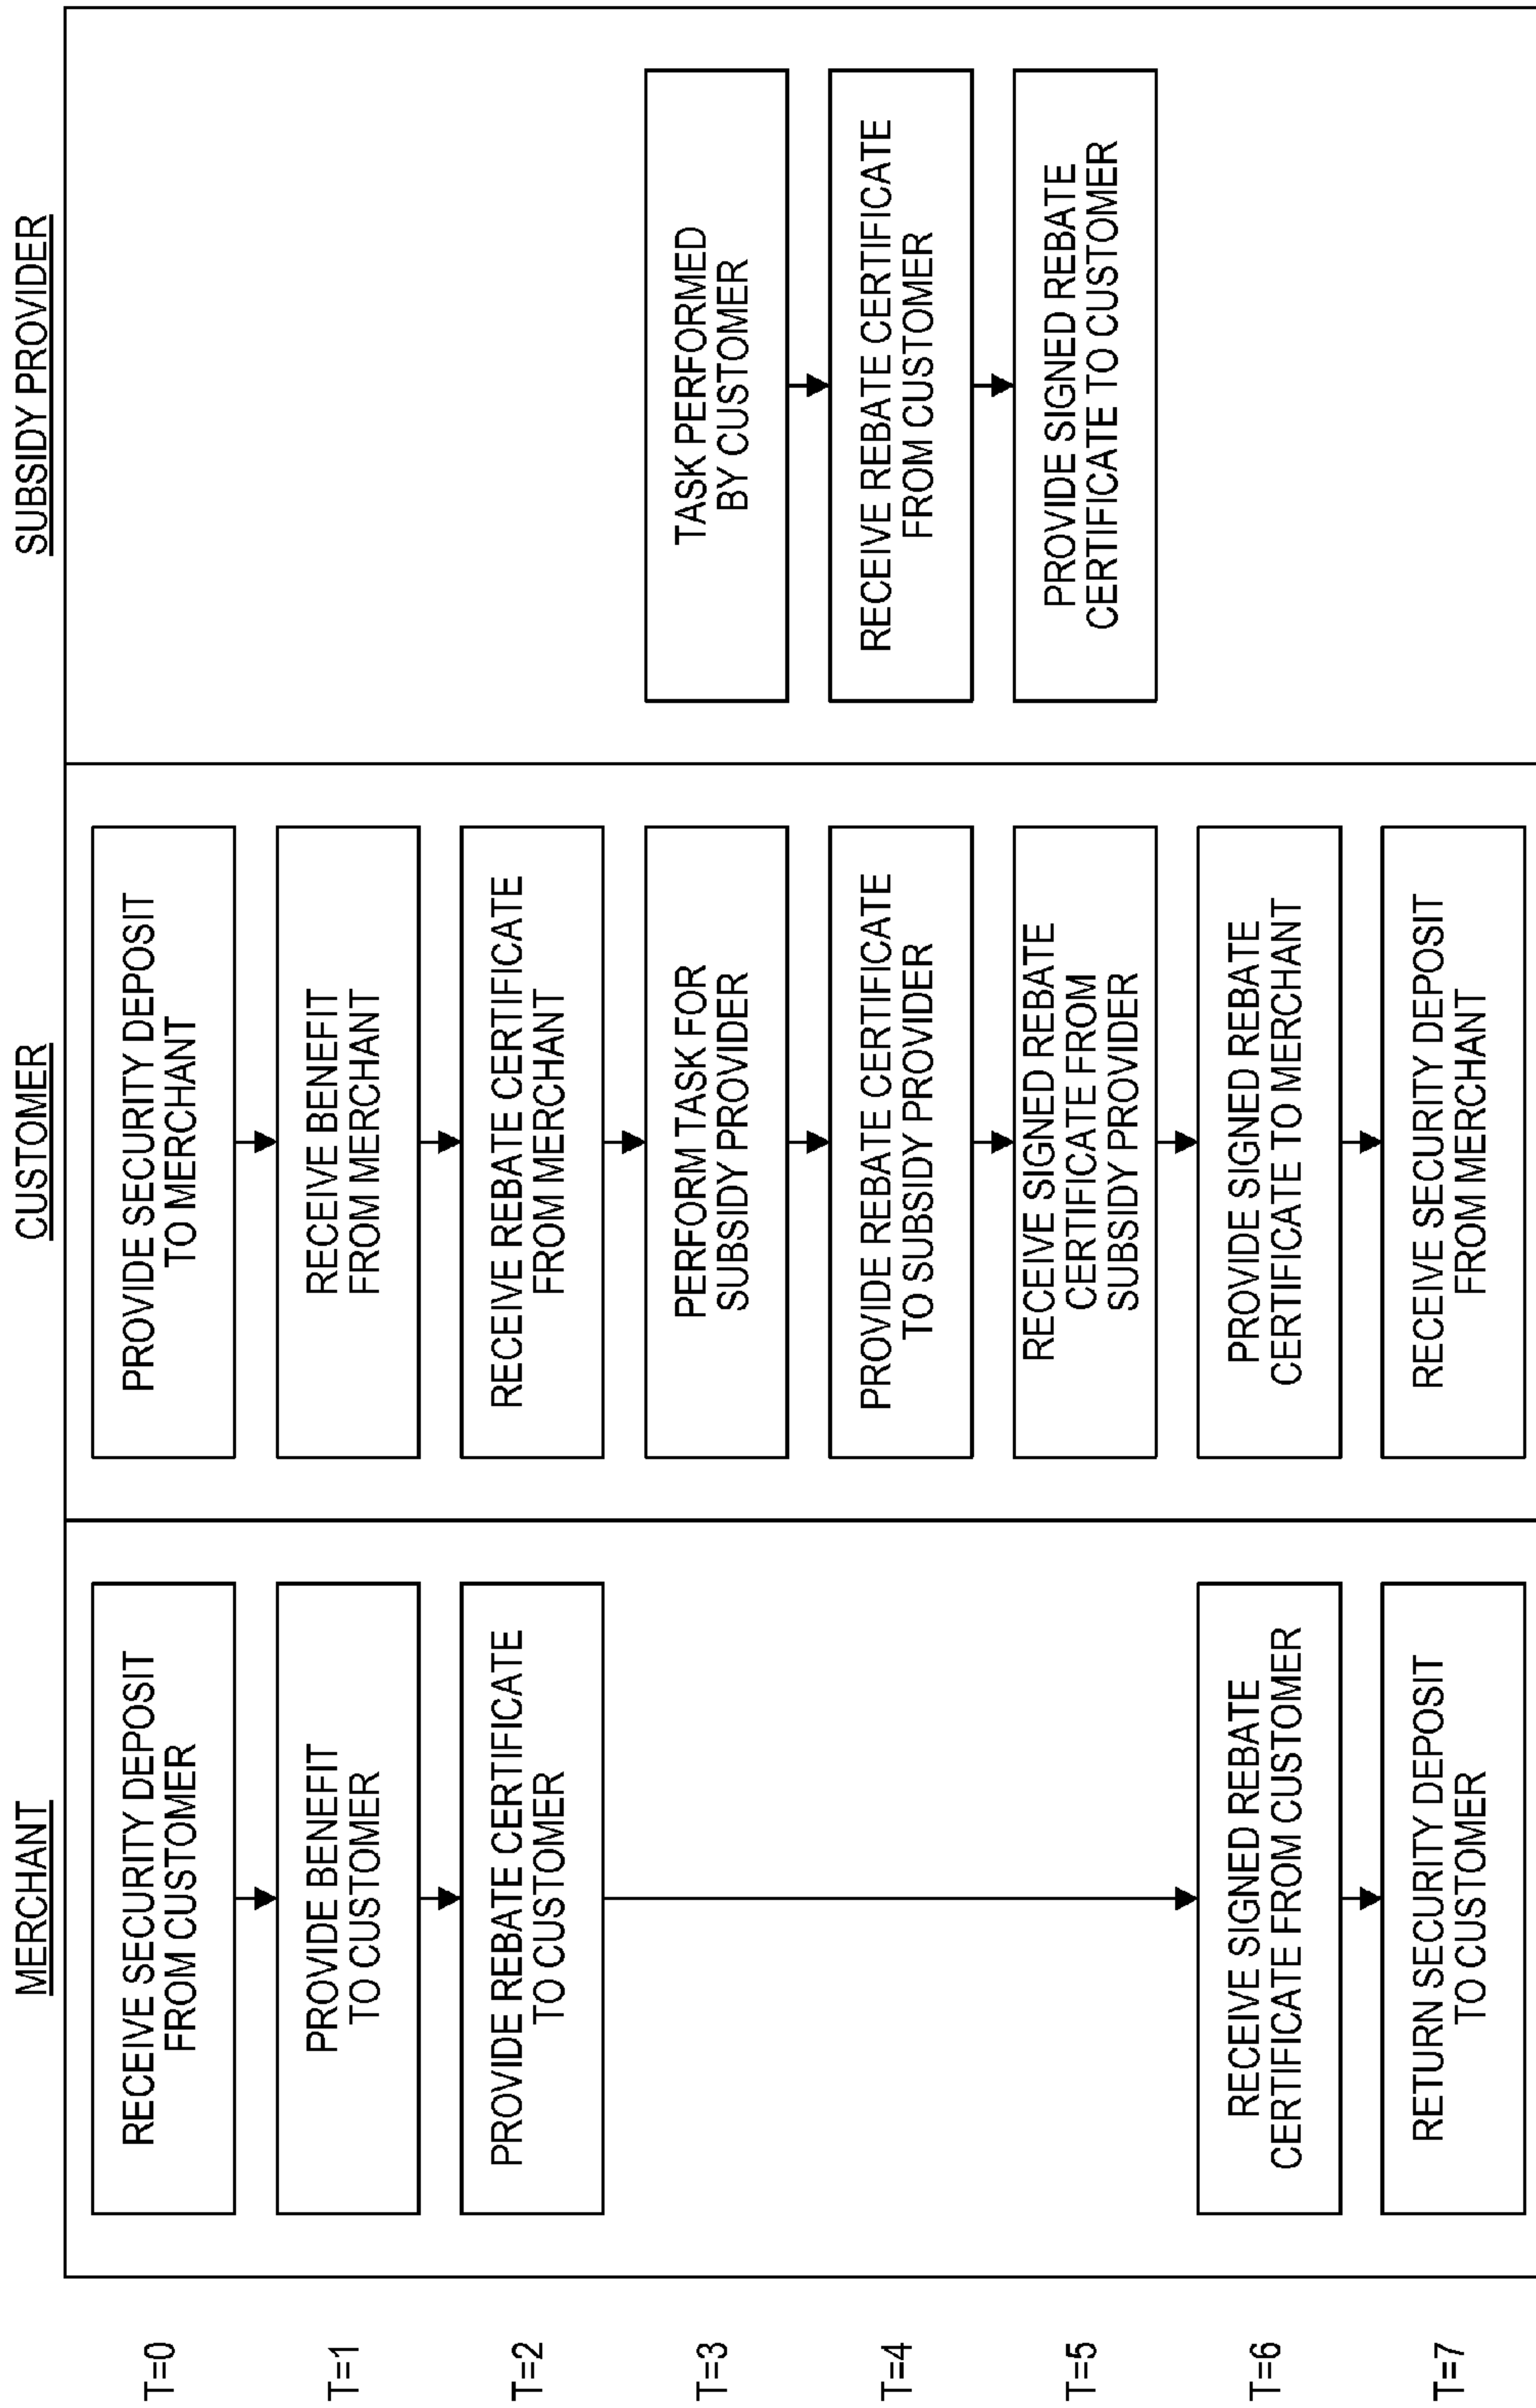 MERCHANT
CUSTOMER
SUBSIDY PROVIDER
T=0
RECEIVE SECURITY DEPOSIT
FROM CUSTOMER
PROVIDE SECURITY DEPOSIT
TO MERCHANT
T=1
PROVIDE BENEFIT
TO CUSTOMER
RECEIVE BENEFIT
FROM MERCHANT
T=2
PROVIDE REBATE CERTIFICATE
TO CUSTOMER
RECEIVE REBATE CERTIFICATE
FROM MERCHANT
T=3
PERFORM TASK FOR
SUBSIDY PROVIDER
TASK PERFORMED
BY CUSTOMER
T=4
PROVIDE REBATE CERTIFICATE
TO SUBSIDY PROVIDER
RECEIVE REBATE CERTIFICATE
FROM CUSTOMER
T=5
RECEIVE SIGNED REBATE
CERTIFICATE FROM
SUBSIDY PROVIDER
PROVIDE SIGNED REBATE
CERTIFICATE TO CUSTOMER
T=6
RECEIVE SIGNED REBATE
CERTIFICATE FROM CUSTOMER
PROVIDE SIGNED REBATE
CERTIFICATE TO MERCHANT
T=7
RETURN SECURITY DEPOSIT
TO CUSTOMER
RECEIVE SECURITY DEPOSIT
FROM MERCHANT